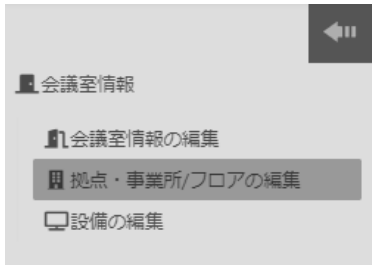 会議室情報
会議室情報の編集
拠点・事業所/フロアの編集
設備の編集